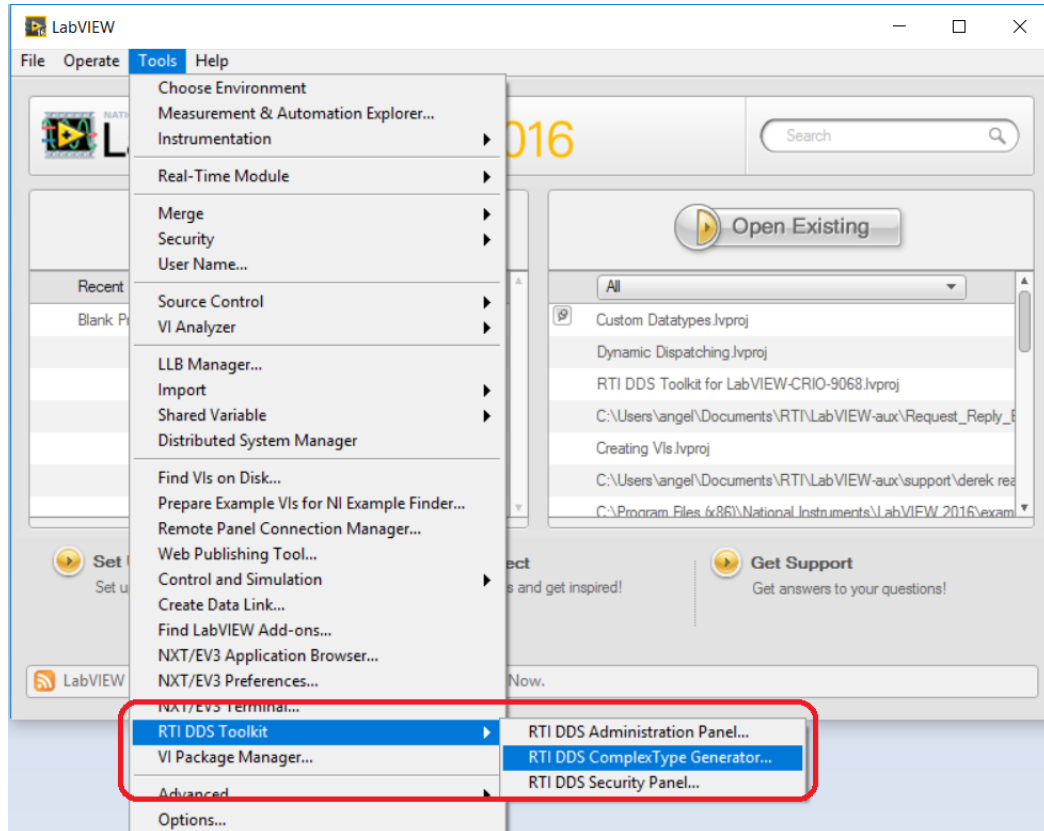 LabVIEW
File Operate Tools Help
Choose Environment
Measurement & Automation Explorer...
Instrumentation
Real-Time Module
Merge
Security
User Name...
Source Control
VI Analyzer
LLB Manager...
Import
Shared Variable
Distributed System Manager
Find VIs on Disk...
Prepare Example VIs for NI Example Finder...
Remote Panel Connection Manager...
Web Publishing Tool...
Control and Simulation
Create Data Link...
Find LabVIEW Add-ons...
NXT/EV3 Application Browser...
NXT/EV3 Preferences...
NXT/EV3 Terminal...
RTI DDS Toolkit
VI Package Manager...
Advanced
Options...
RTI DDS Administration Panel...
RTI DDS ComplexType Generator...
RTI DDS Security Panel...
NATI
La
016
Search
Recent
Blank Pr
Open Existing
All
Custom Datatypes.lvproj
Dynamic Dispatching.lvproj
RTI DDS Toolkit for LabVIEW-CRIO-9068.lvproj
C:\Users\angel\Documents\RTI\LabVIEW-aux\Request_Reply_E
Creating VIs.lvproj
C:\Users\angel\Documents\RTI\LabVIEW-aux\support\derek rea
C:\Program Files (x86)\National Instruments\LabVIEW 2016\exam
Set
Set u
ect
s and get inspired!
Get Support
Get answers to your questions!
LabVIEW
Now.